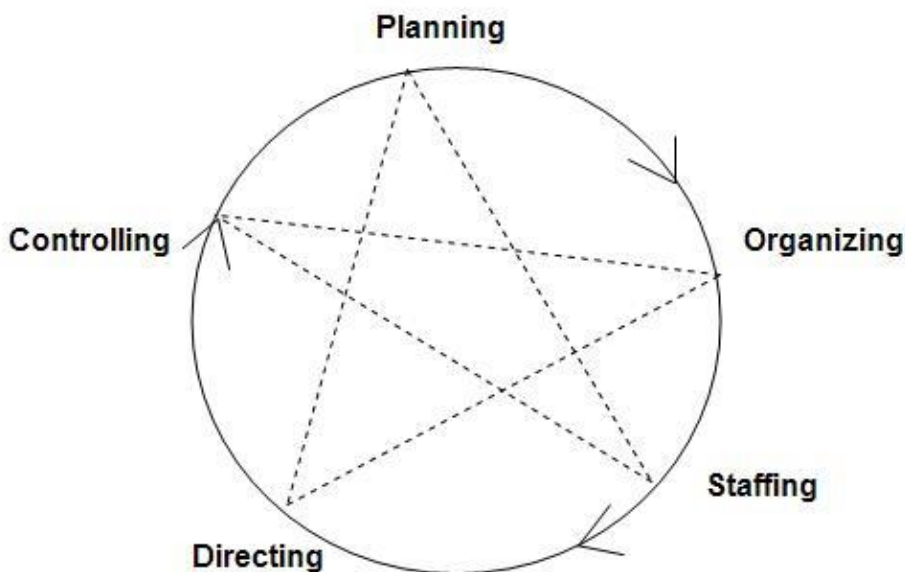 Planning
Controlling
Organizing
Staffing
Directing